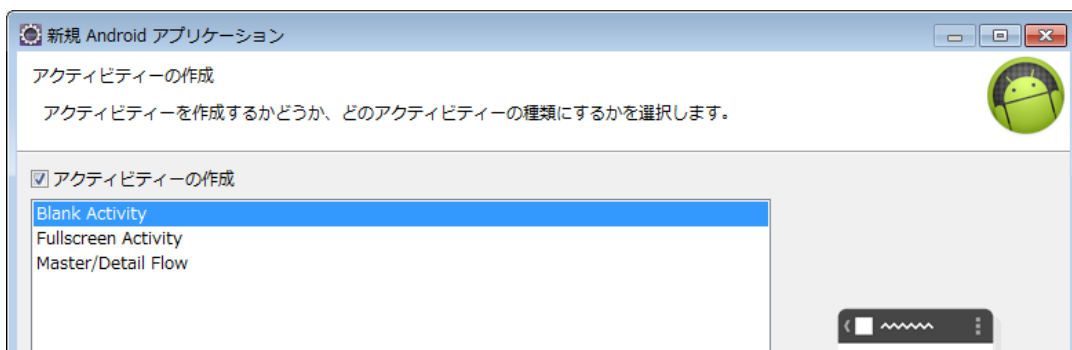 新規 Android アプリケーション
アクティビティーの作成
アクティビティーを作成するかどうか、どのアクティビティーの種類にするかを選択します。
アクティビティーの作成
Blank Activity
Fullscreen Activity
Master/Detail Flow